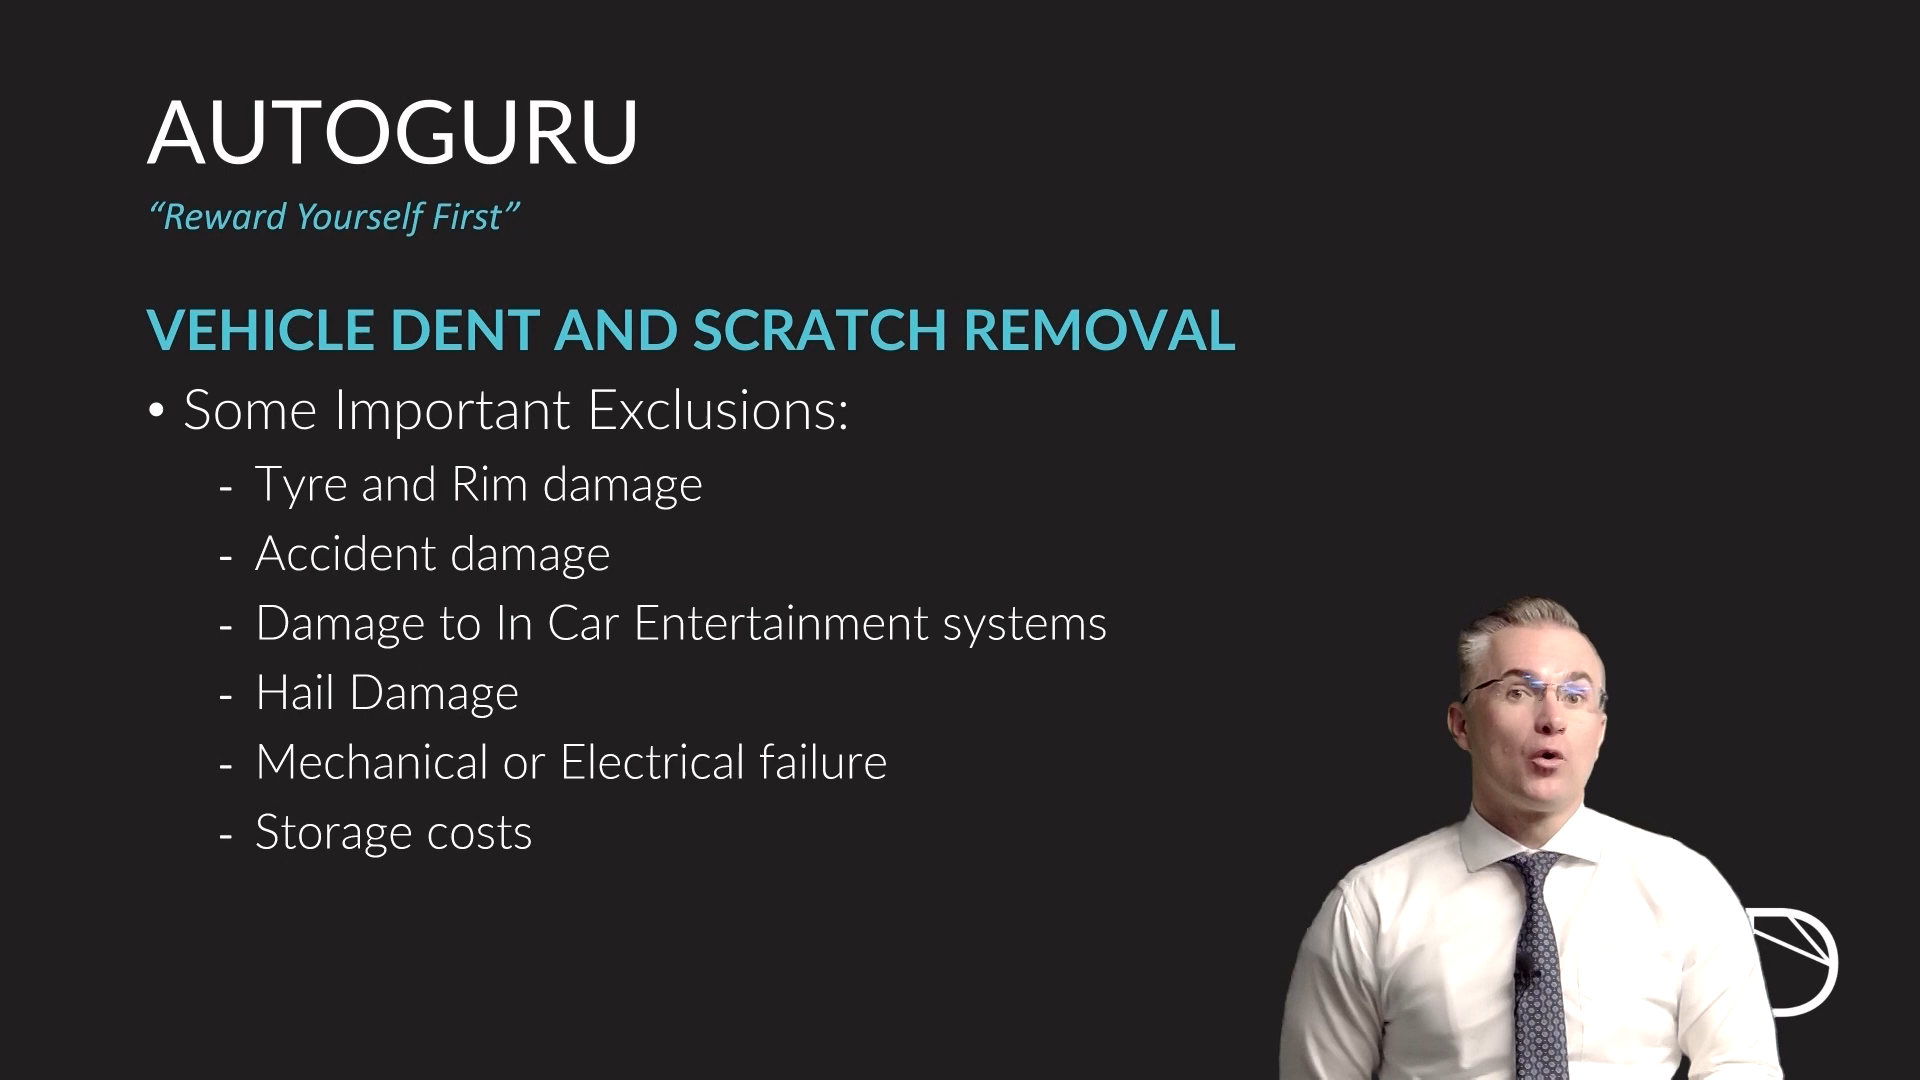 AUTOGURU
“Reward Yourself First”
VEHICLE DENT AND SCRATCH REMOVAL
• Some Important Exclusions:
- Tyre and Rim damage
- Accident damage
- Damage to In Car Entertainment systems
- Hail Damage
- Mechanical or Electrical failure
- Storage costs